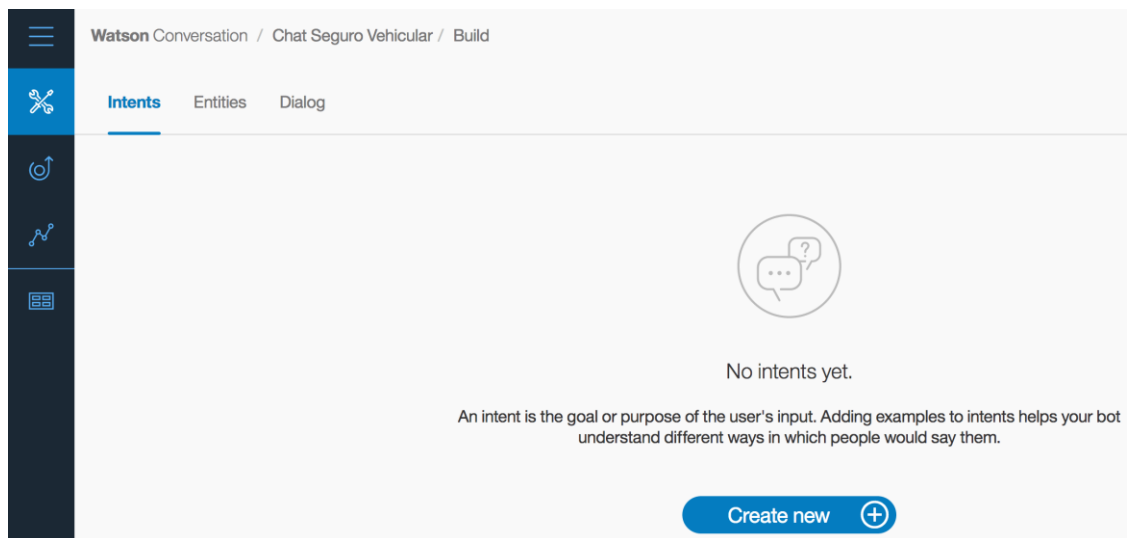 Watson Conversation / Chat Seguro Vehicular / Build
Intents Entities Dialog
?
No intents yet.
An intent is the goal or purpose of the user's input. Adding examples to intents helps your bot
understand different ways in which people would say them.
Create new